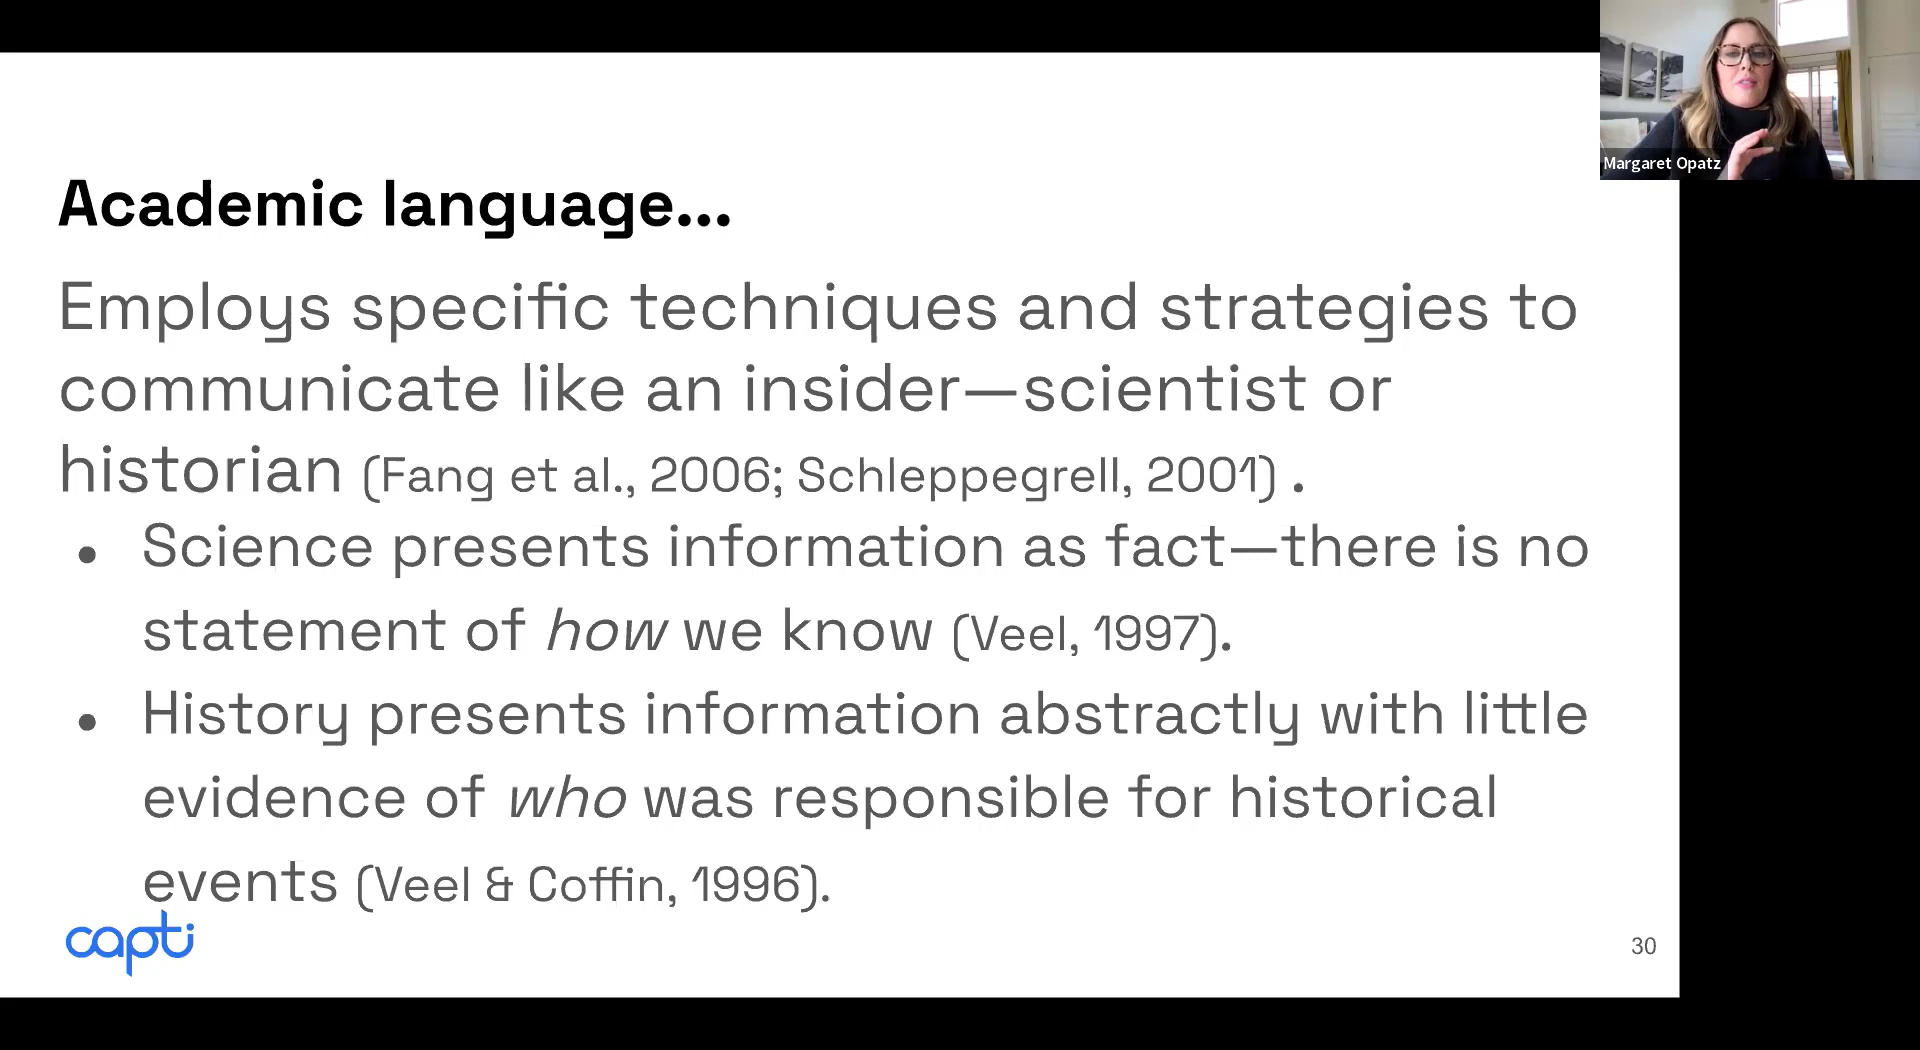 Margaret Opatz
Academic language...
Employs specific techniques and strategies to
communicate like an insider—scientist or
historian (Fang et al., 2006; Schleppegrell, 2001) .
• Science presents information as fact—there is no
statement of how we know (Veel, 1997).
• History presents information abstractly with little
evidence of who was responsible for historical
events (Veel & Coffin, 1996).
capti
30